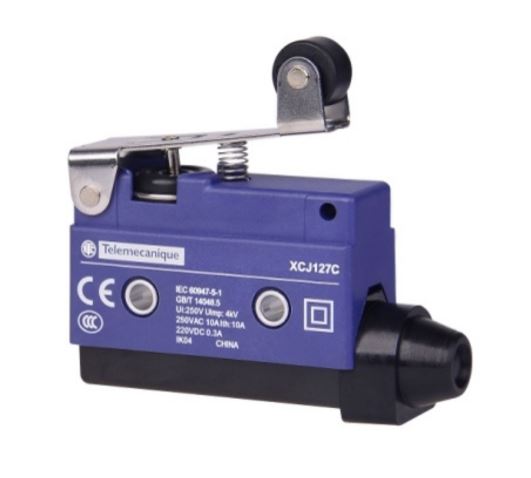 Telemecanique
XCJ127C
CE
CCC
IEC 60947-5-1
GB/T 14048.5
Ui:250V Uimp: 4kV
250VAC 10A Ith:10A
220VDC 0.3A
IK04 CHINA